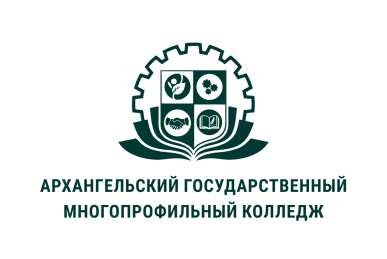 АРХАНГЕЛЬСКИЙ ГОСУДАРСТВЕННЫЙ
МНОГОПРОФИЛЬНЫЙ КОЛЛЕДЖ